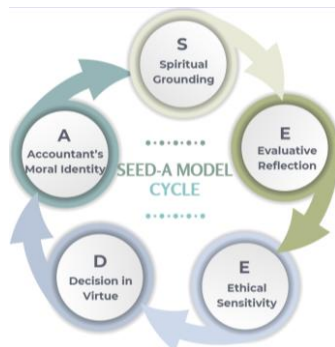 S
Spiritual
Grounding
E
Evaluative
Reflection
E
Ethical
Sensitivity
D
Decision in
Virtue
A
Accountant's
Moral Identity
SEED-A MODEL
CYCLE